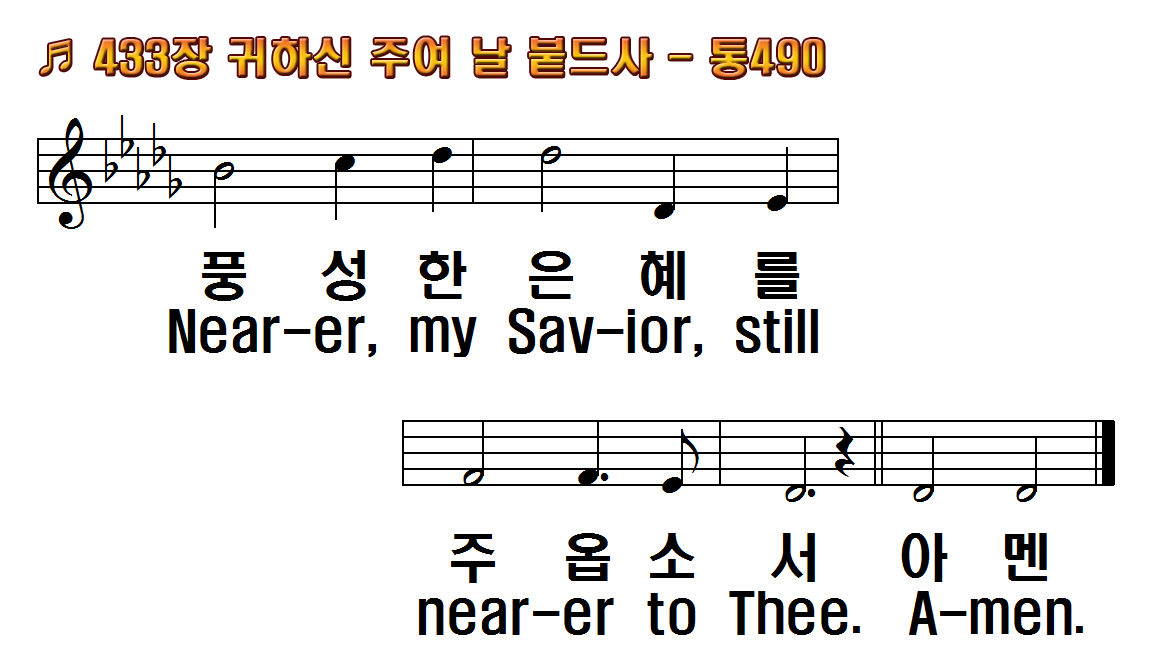 ♬ 433장 귀하신 주여 날 붙드사 - 통490
풍 성 한 은 혜 를
Near-er, my Sav-ior, still
주 옵 소 서 아 멘
near-er to Thee. A-men.